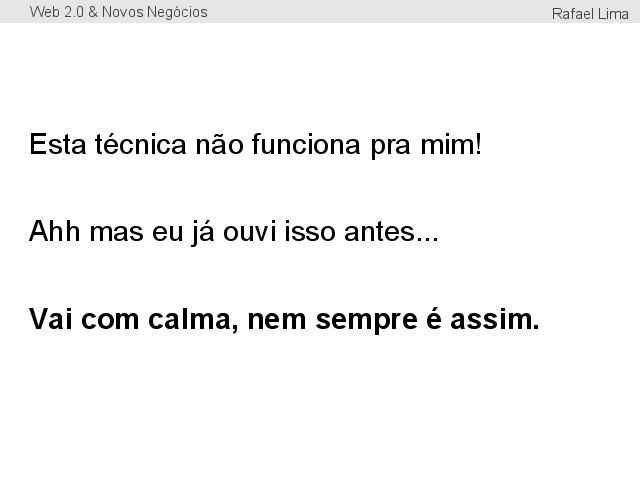 Web 2.0 & Novos Negócios
Rafael Lima
Esta técnica não funciona pra mim!
Ahh mas eu já ouvi isso antes...
Vai com calma, nem sempre é assim.